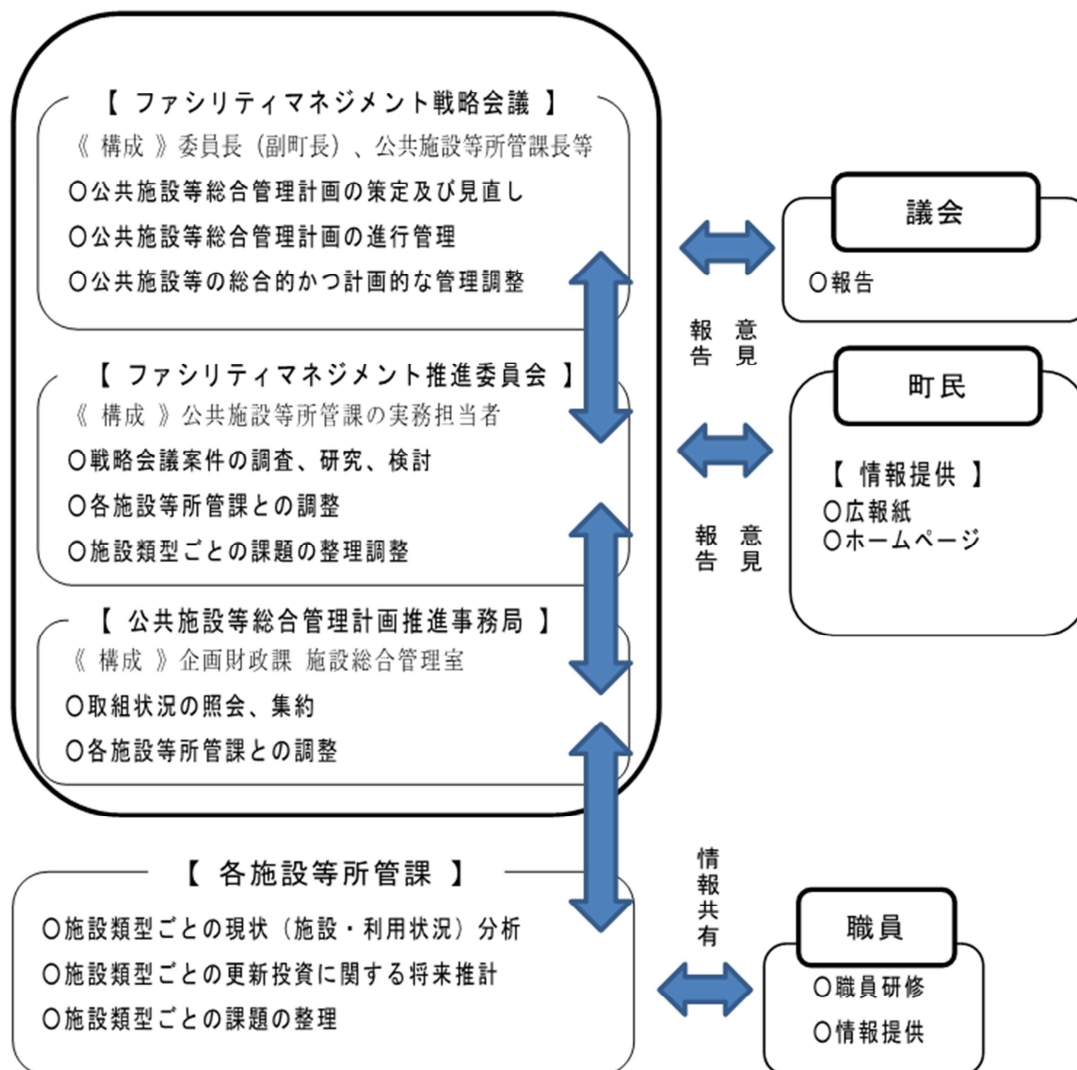 【 ファシリティマネジメント戦略会議 】
《 構成 》委員長（副町長）、公共施設等所管課長等
○公共施設等総合管理計画の策定及び見直し
○公共施設等総合管理計画の進行管理
○公共施設等の総合的かつ計画的な管理調整
【 ファシリティマネジメント推進委員会 】
《 構成 》公共施設等所管課の実務担当者
○戦略会議案件の調査、研究、検討
○各施設等所管課との調整
○施設類型ごとの課題の整理調整
【 公共施設等総合管理計画推進事務局 】
《 構成 》企画財政課 施設総合管理室
○取組状況の照会、集約
○各施設等所管課との調整
【 各施設等所管課 】
○施設類型ごとの現状（施設・利用状況）分析
○施設類型ごとの更新投資に関する将来推計
○施設類型ごとの課題の整理
議会
○報告
報告
意見
町民
【 情報提供 】
○広報紙
○ホームページ
報告
意見
情報共有
職員
○職員研修
○情報提供